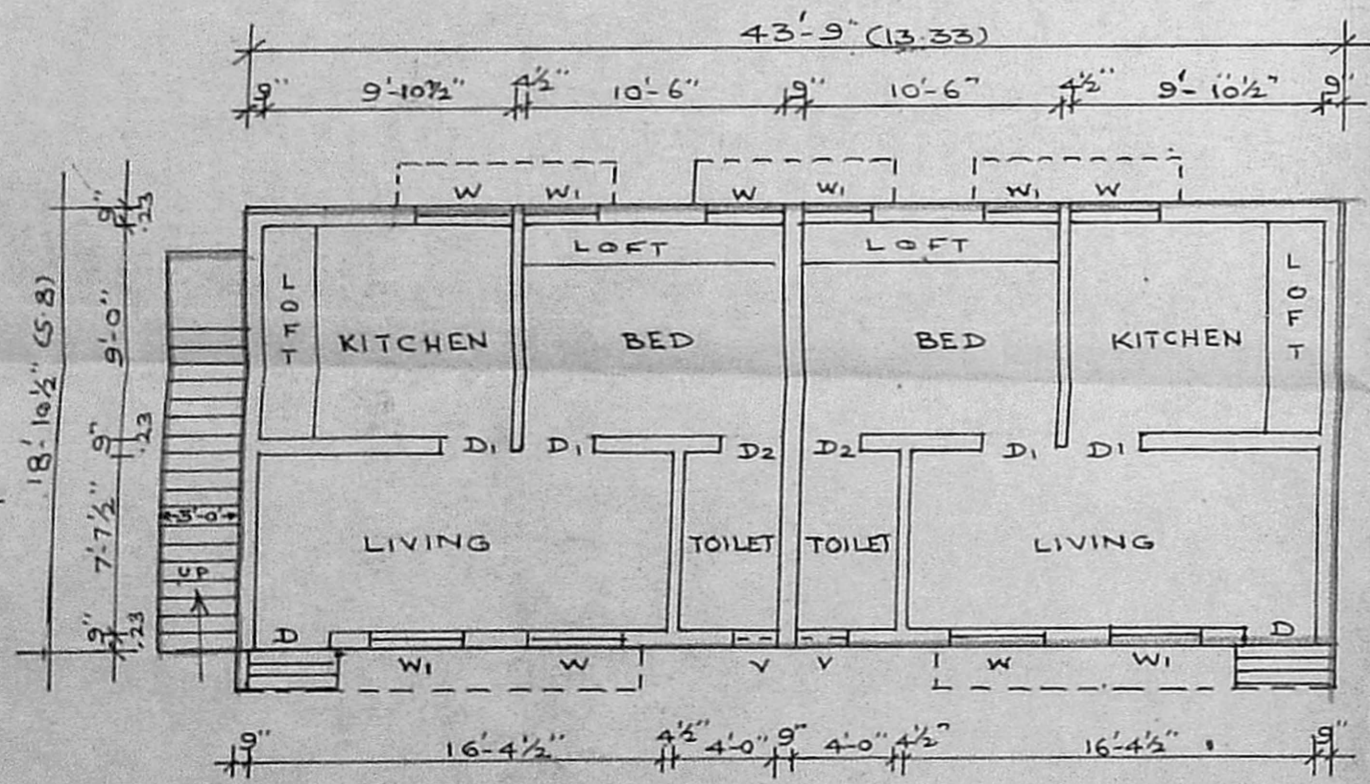 43'-9" (13.33)
9" 9'-10½" 4½" 10'-6" 9" 10'-6" 4½" 9'-10½" 9"
W W1 W W1 W1 W
LOFT LOFT
LOFT KITCHEN BED BED KITCHEN LOFT
D1 D1 D2 D2 D1 D1
LIVING TOILET TOILET LIVING
D D
W1 W V V W W1
9" 16'-4½" 4½" 4'-0" 9" 4'-0" 4½" 16'-4½" 9"
18'-10½" (5.8)
9" 9'-0" 9" 7'-7½" 9"
.23 .23 .23
3'-0"
UP